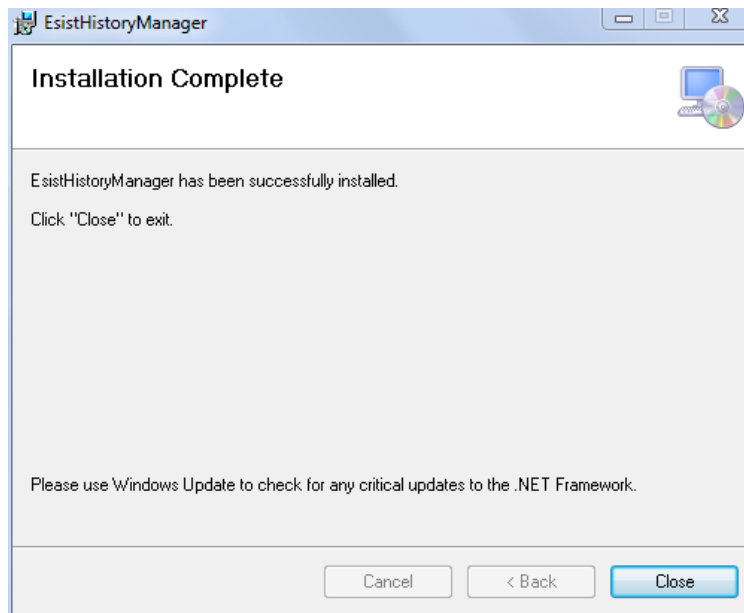 EsistHistoryManager
Installation Complete
EsistHistoryManager has been successfully installed.
Click "Close" to exit.
Please use Windows Update to check for any critical updates to the .NET Framework.
Cancel
< Back
Close